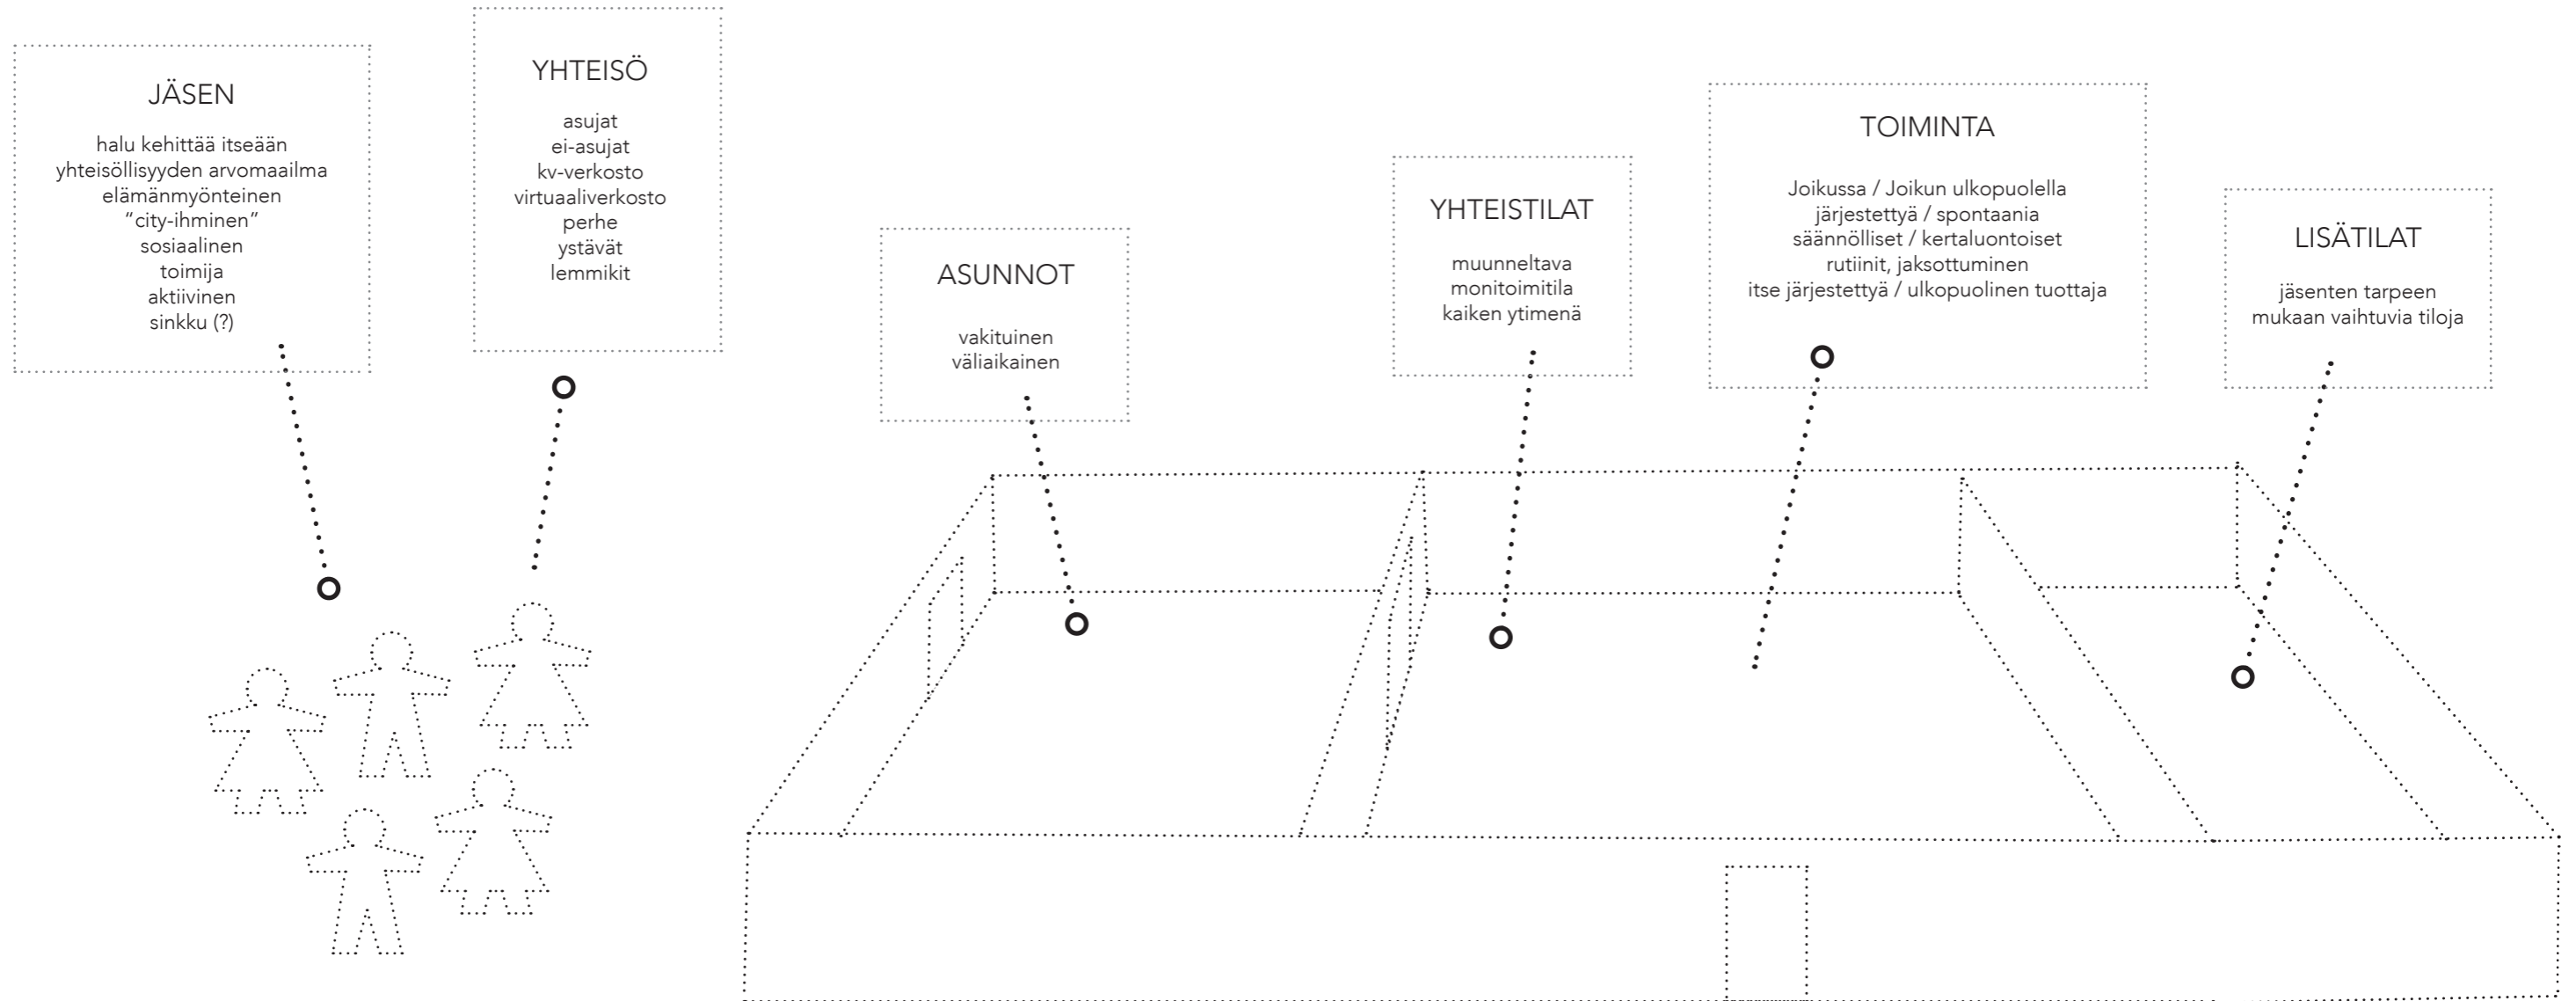 JÄSEN
halu kehittää itseään
yhteisöllisyyden arvomaailma
elämänmyönteinen
“city-ihminen”
sosiaalinen
toimija
aktiivinen
sinkku (?)
YHTEISÖ
asujat
ei-asujat
kv-verkosto
virtuaaliverkosto
perhe
ystävät
lemmikit
ASUNNOT
vakituinen
väliaikainen
YHTEISTILAT
muunneltava
monitoimitila
kaiken ytimenä
TOIMINTA
Joikussa / Joikun ulkopuolella
järjestettyä / spontaania
säännölliset / kertaluontoiset
rutiinit, jaksottuminen
itse järjestettyä / ulkopuolinen tuottaja
LISÄTILAT
jäsenten tarpeen
mukaan vaihtuvia tiloja